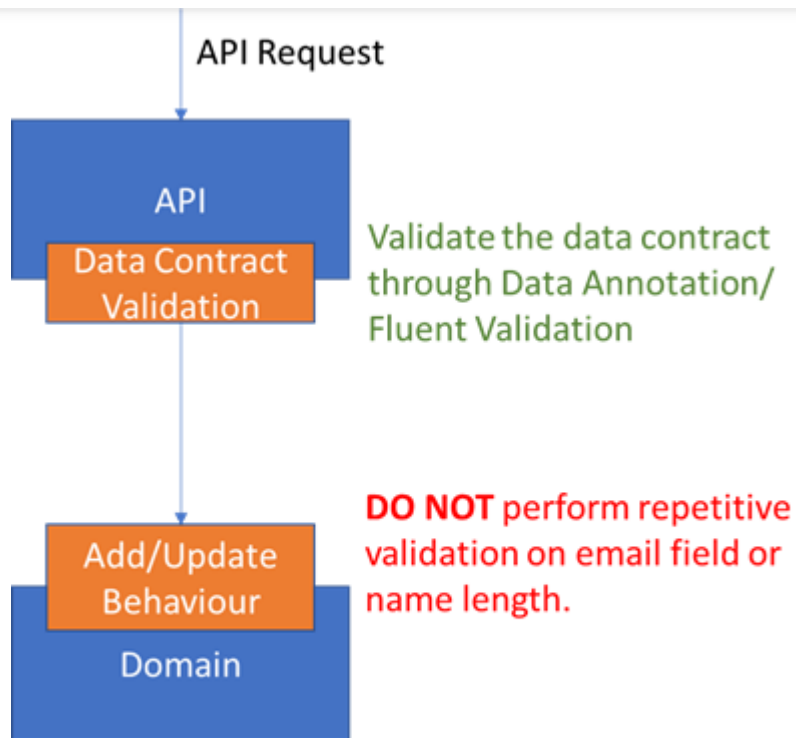 API Request
API
Data Contract
Validation
Validate the data contract
through Data Annotation/
Fluent Validation
DO NOT perform repetitive
validation on email field or
name length.
Add/Update
Behaviour
Domain